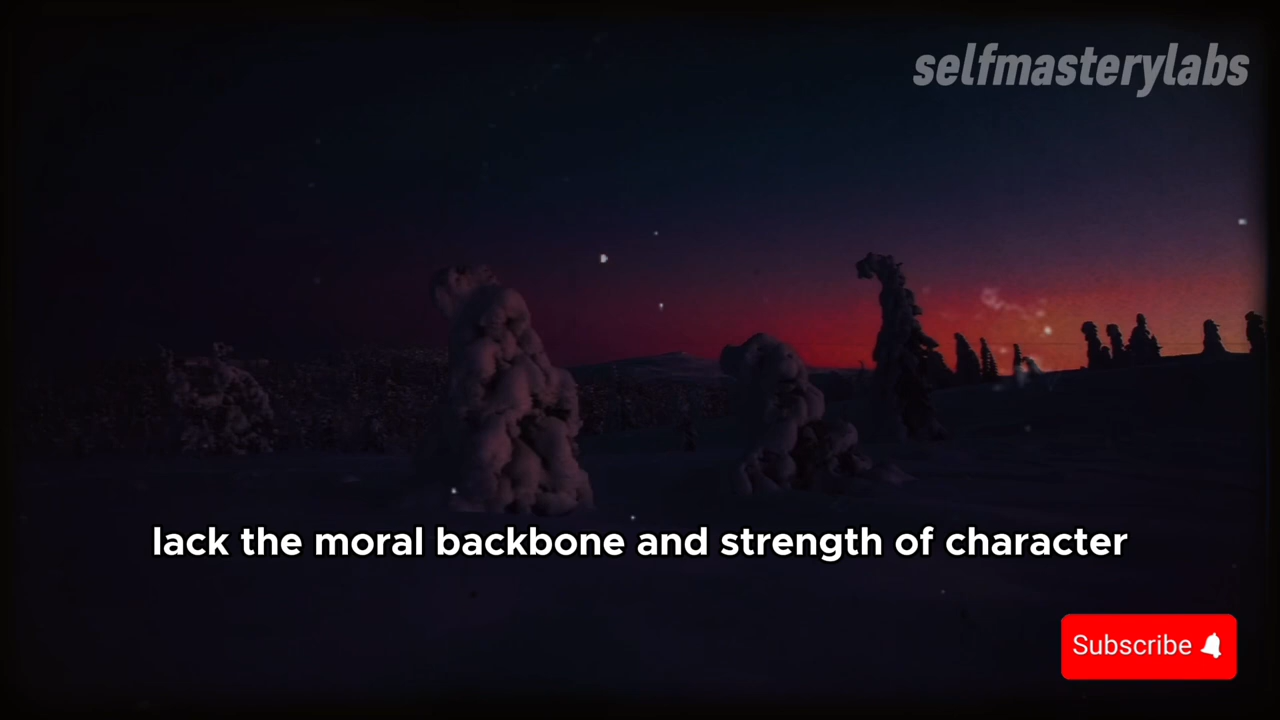 selfmasterylabs
lack the moral backbone and strength of character
Subscribe